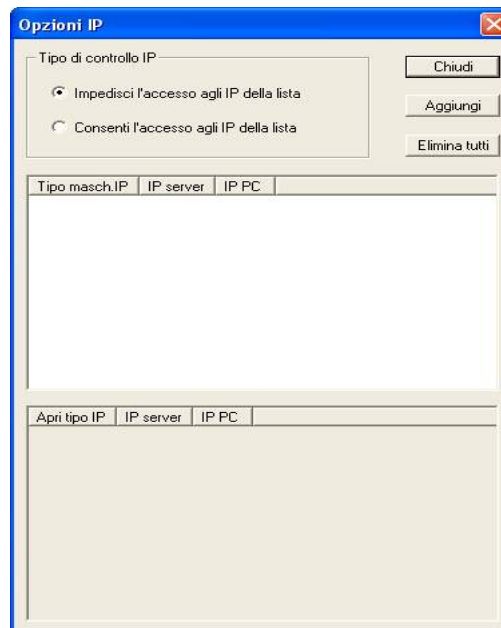 Opzioni IP
Tipo di controllo IP
Impedisci l'accesso agli IP della lista
Consenti l'accesso agli IP della lista
Chiudi
Aggiungi
Elimina tutti
Tipo masch.IP IP server IP PC
Apri tipo IP IP server IP PC